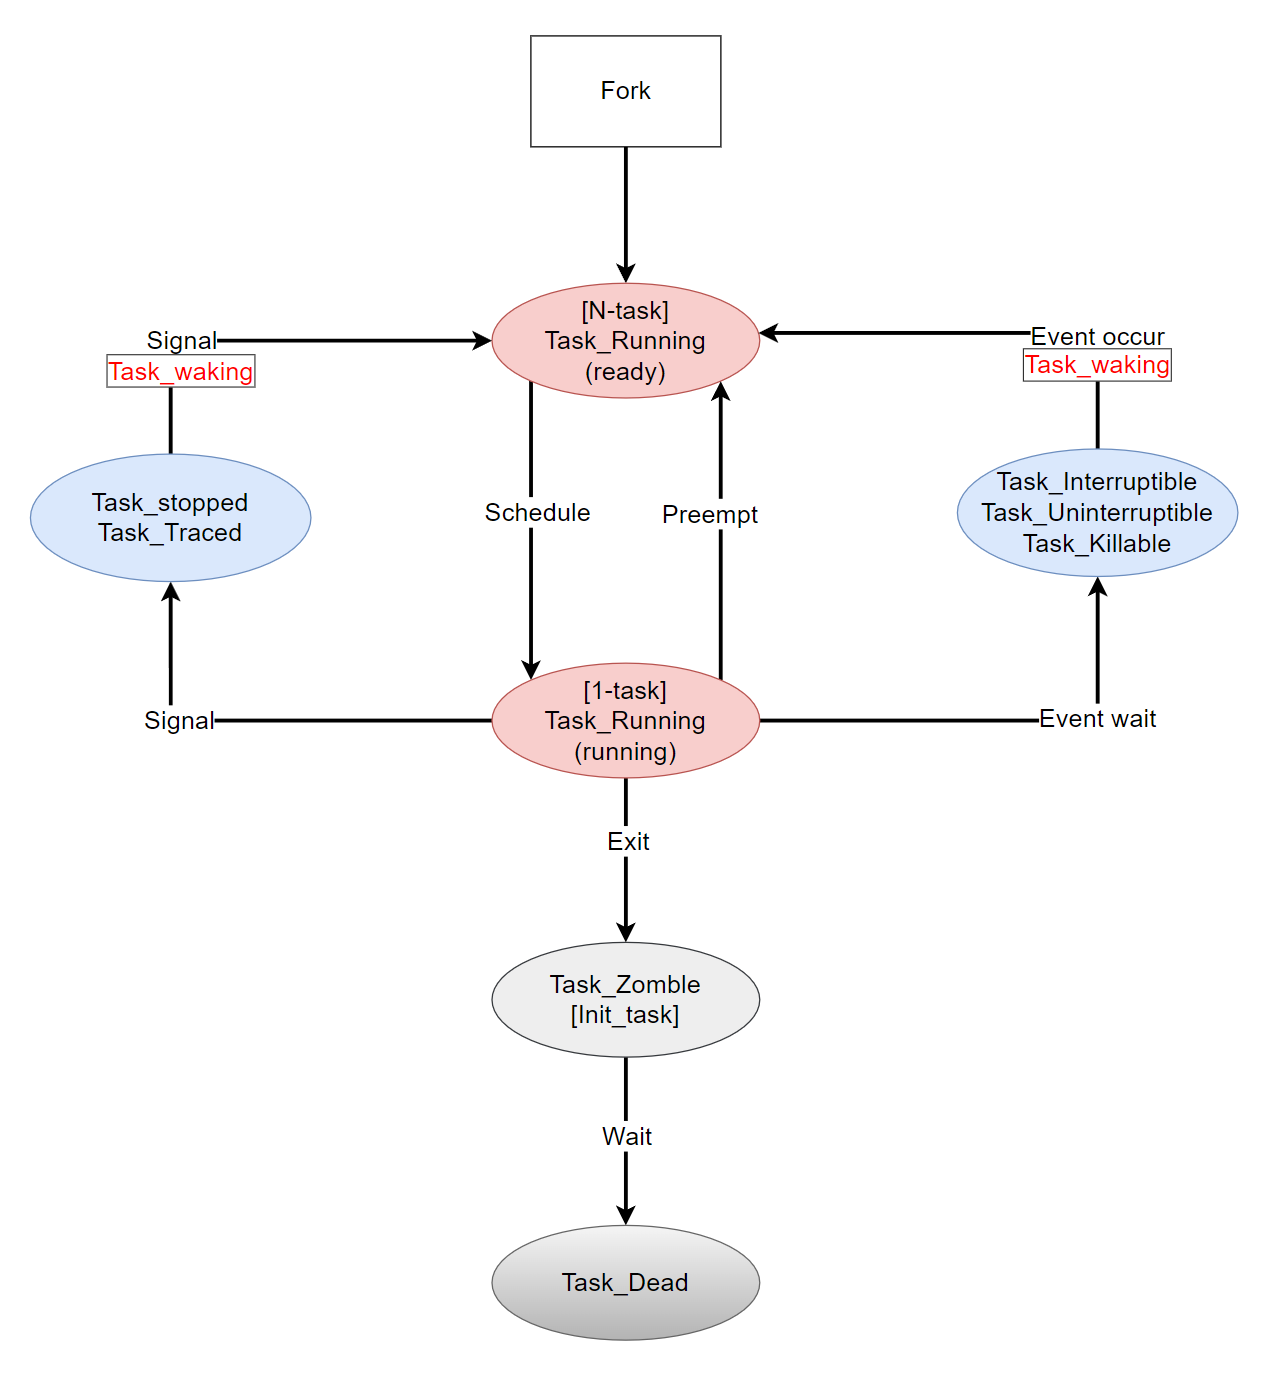 Fork
[N-task]
Task_Running
(ready)
Signal
Task_waking
Event occur
Task_waking
Task_stopped
Task_Traced
Schedule
Preempt
Task_Interruptible
Task_Uninterruptible
Task_Killable
Signal
[1-task]
Task_Running
(running)
Event wait
Exit
Task_Zomble
[Init_task]
Wait
Task_Dead